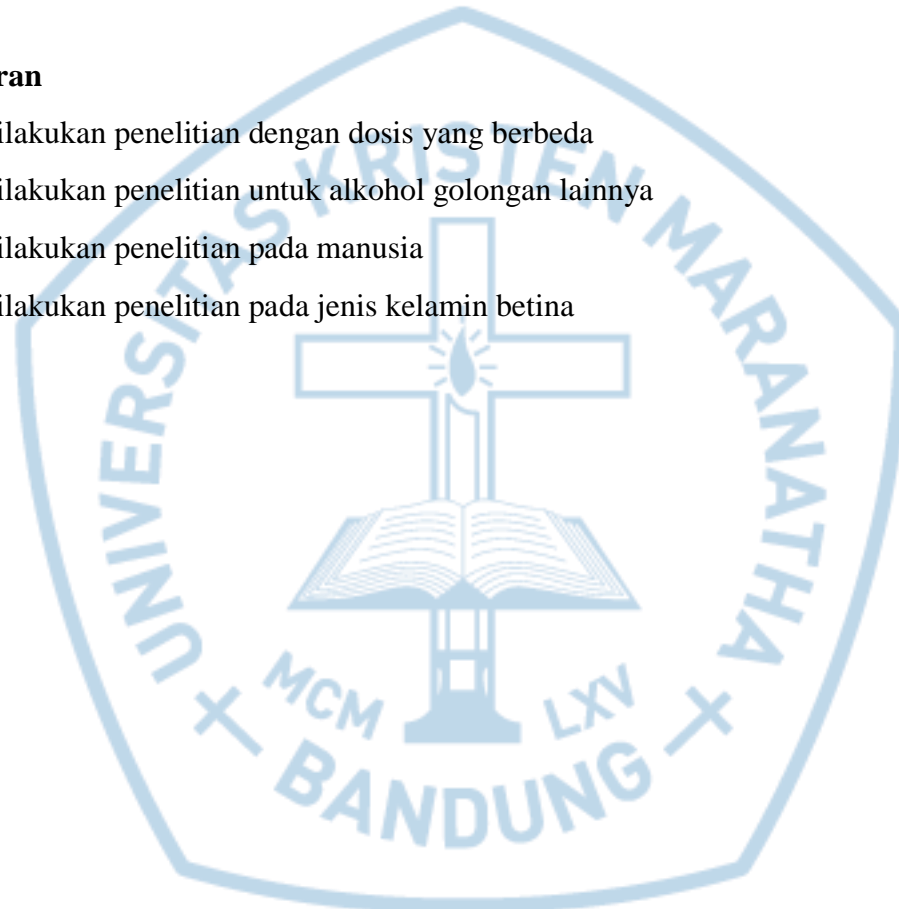 ran
ilakukan penelitian dengan dosis yang berbeda
ilakukan penelitian untuk alkohol golongan lainnya
ilakukan penelitian pada manusia
ilakukan penelitian pada jenis kelamin betina
UNIVERSITAS KRISTEN MARANATHA
MCM LXV
BANDUNG